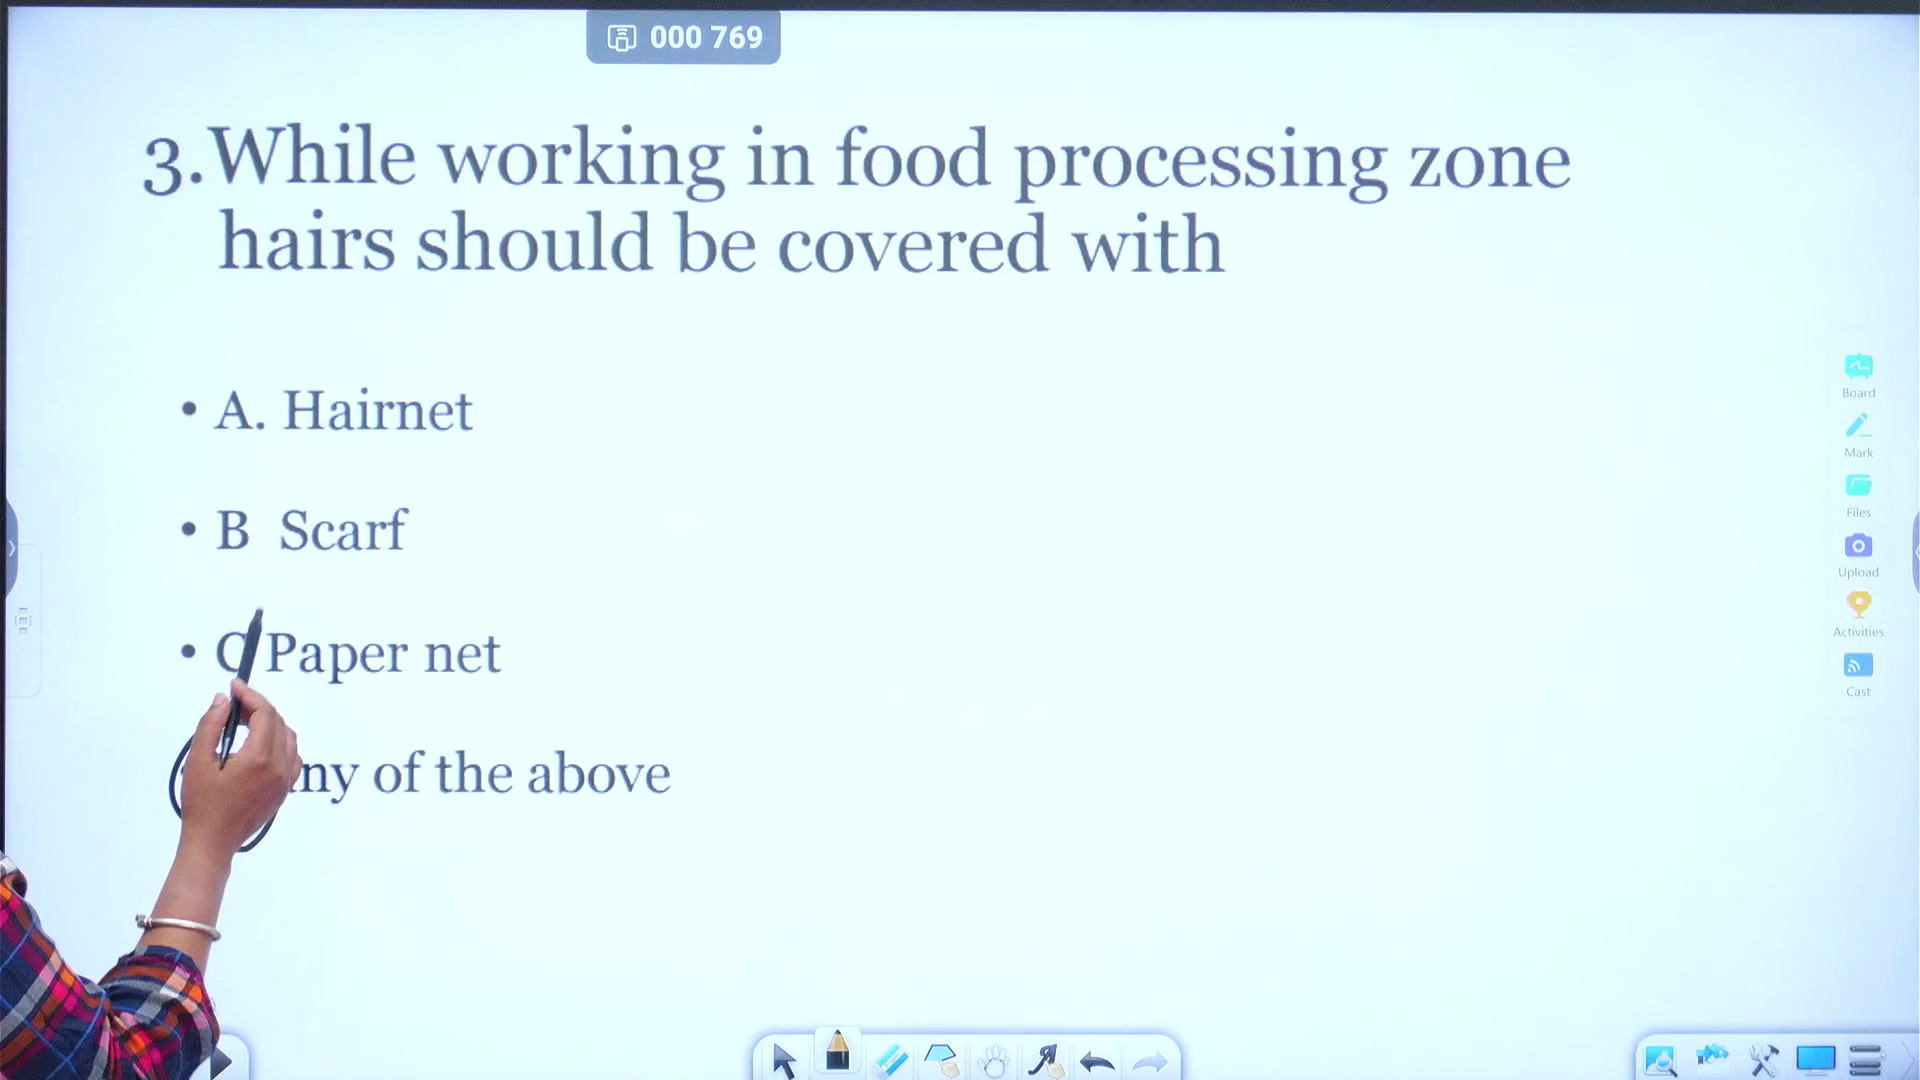 000 769
3.While working in food processing zone
hairs should be covered with
• A. Hairnet
• B Scarf
• C Paper net
of the above
Board
Mark
Files
Upload
Activities
Cast